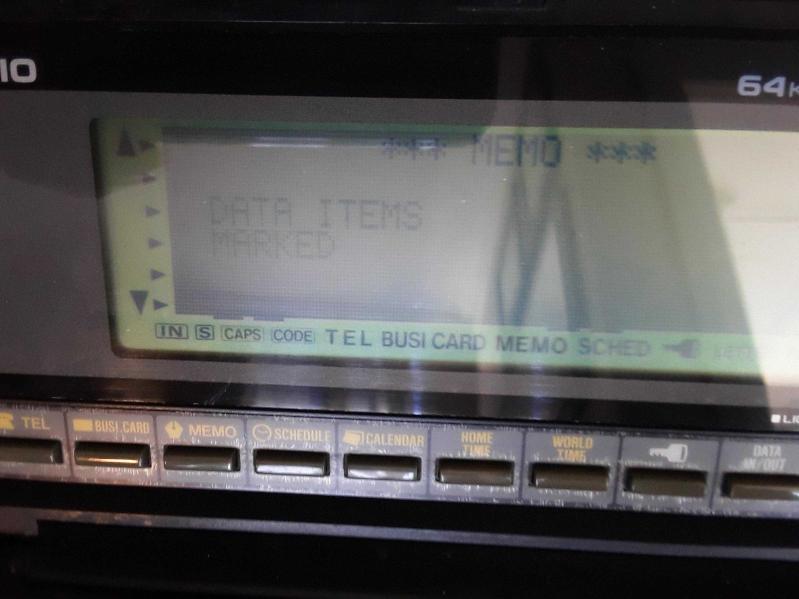 IO
64K
*** MEMO ***
DATA ITEMS
MARKED
IN S CAPS CODE TEL BUSI CARD MEMO SCHED
TEL BUSI.CARD MEMO SCHEDULE CALENDAR HOME TIME WORLD TIME DATA IN/OUT